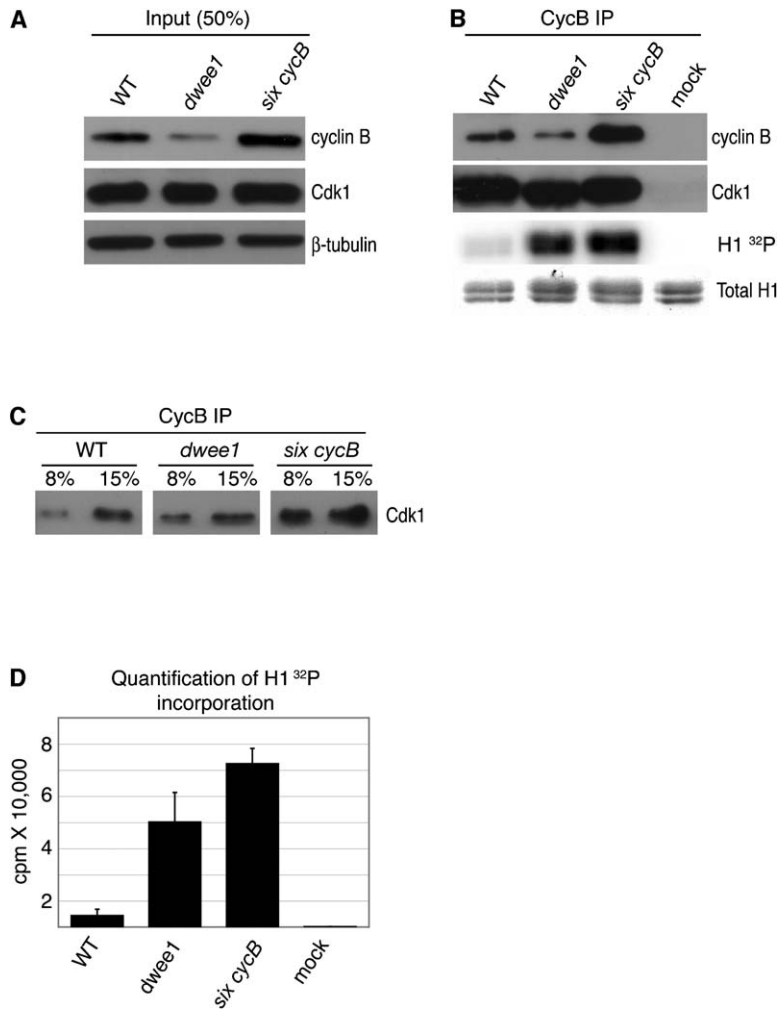 A
Input (50%)
WT
dwee1
six cycB
cyclin B
Cdk1
β-tubulin
B
CycB IP
WT
dwee1
six cycB
mock
cyclin B
Cdk1
H1 ³²P
Total H1
C
CycB IP
WT
dwee1
six cycB
8% 15% 8% 15% 8% 15%
Cdk1
D
Quantification of H1 ³²P
incorporation
cpm X 10,000
8
6
4
2
WT
dwee1
six cycB
mock